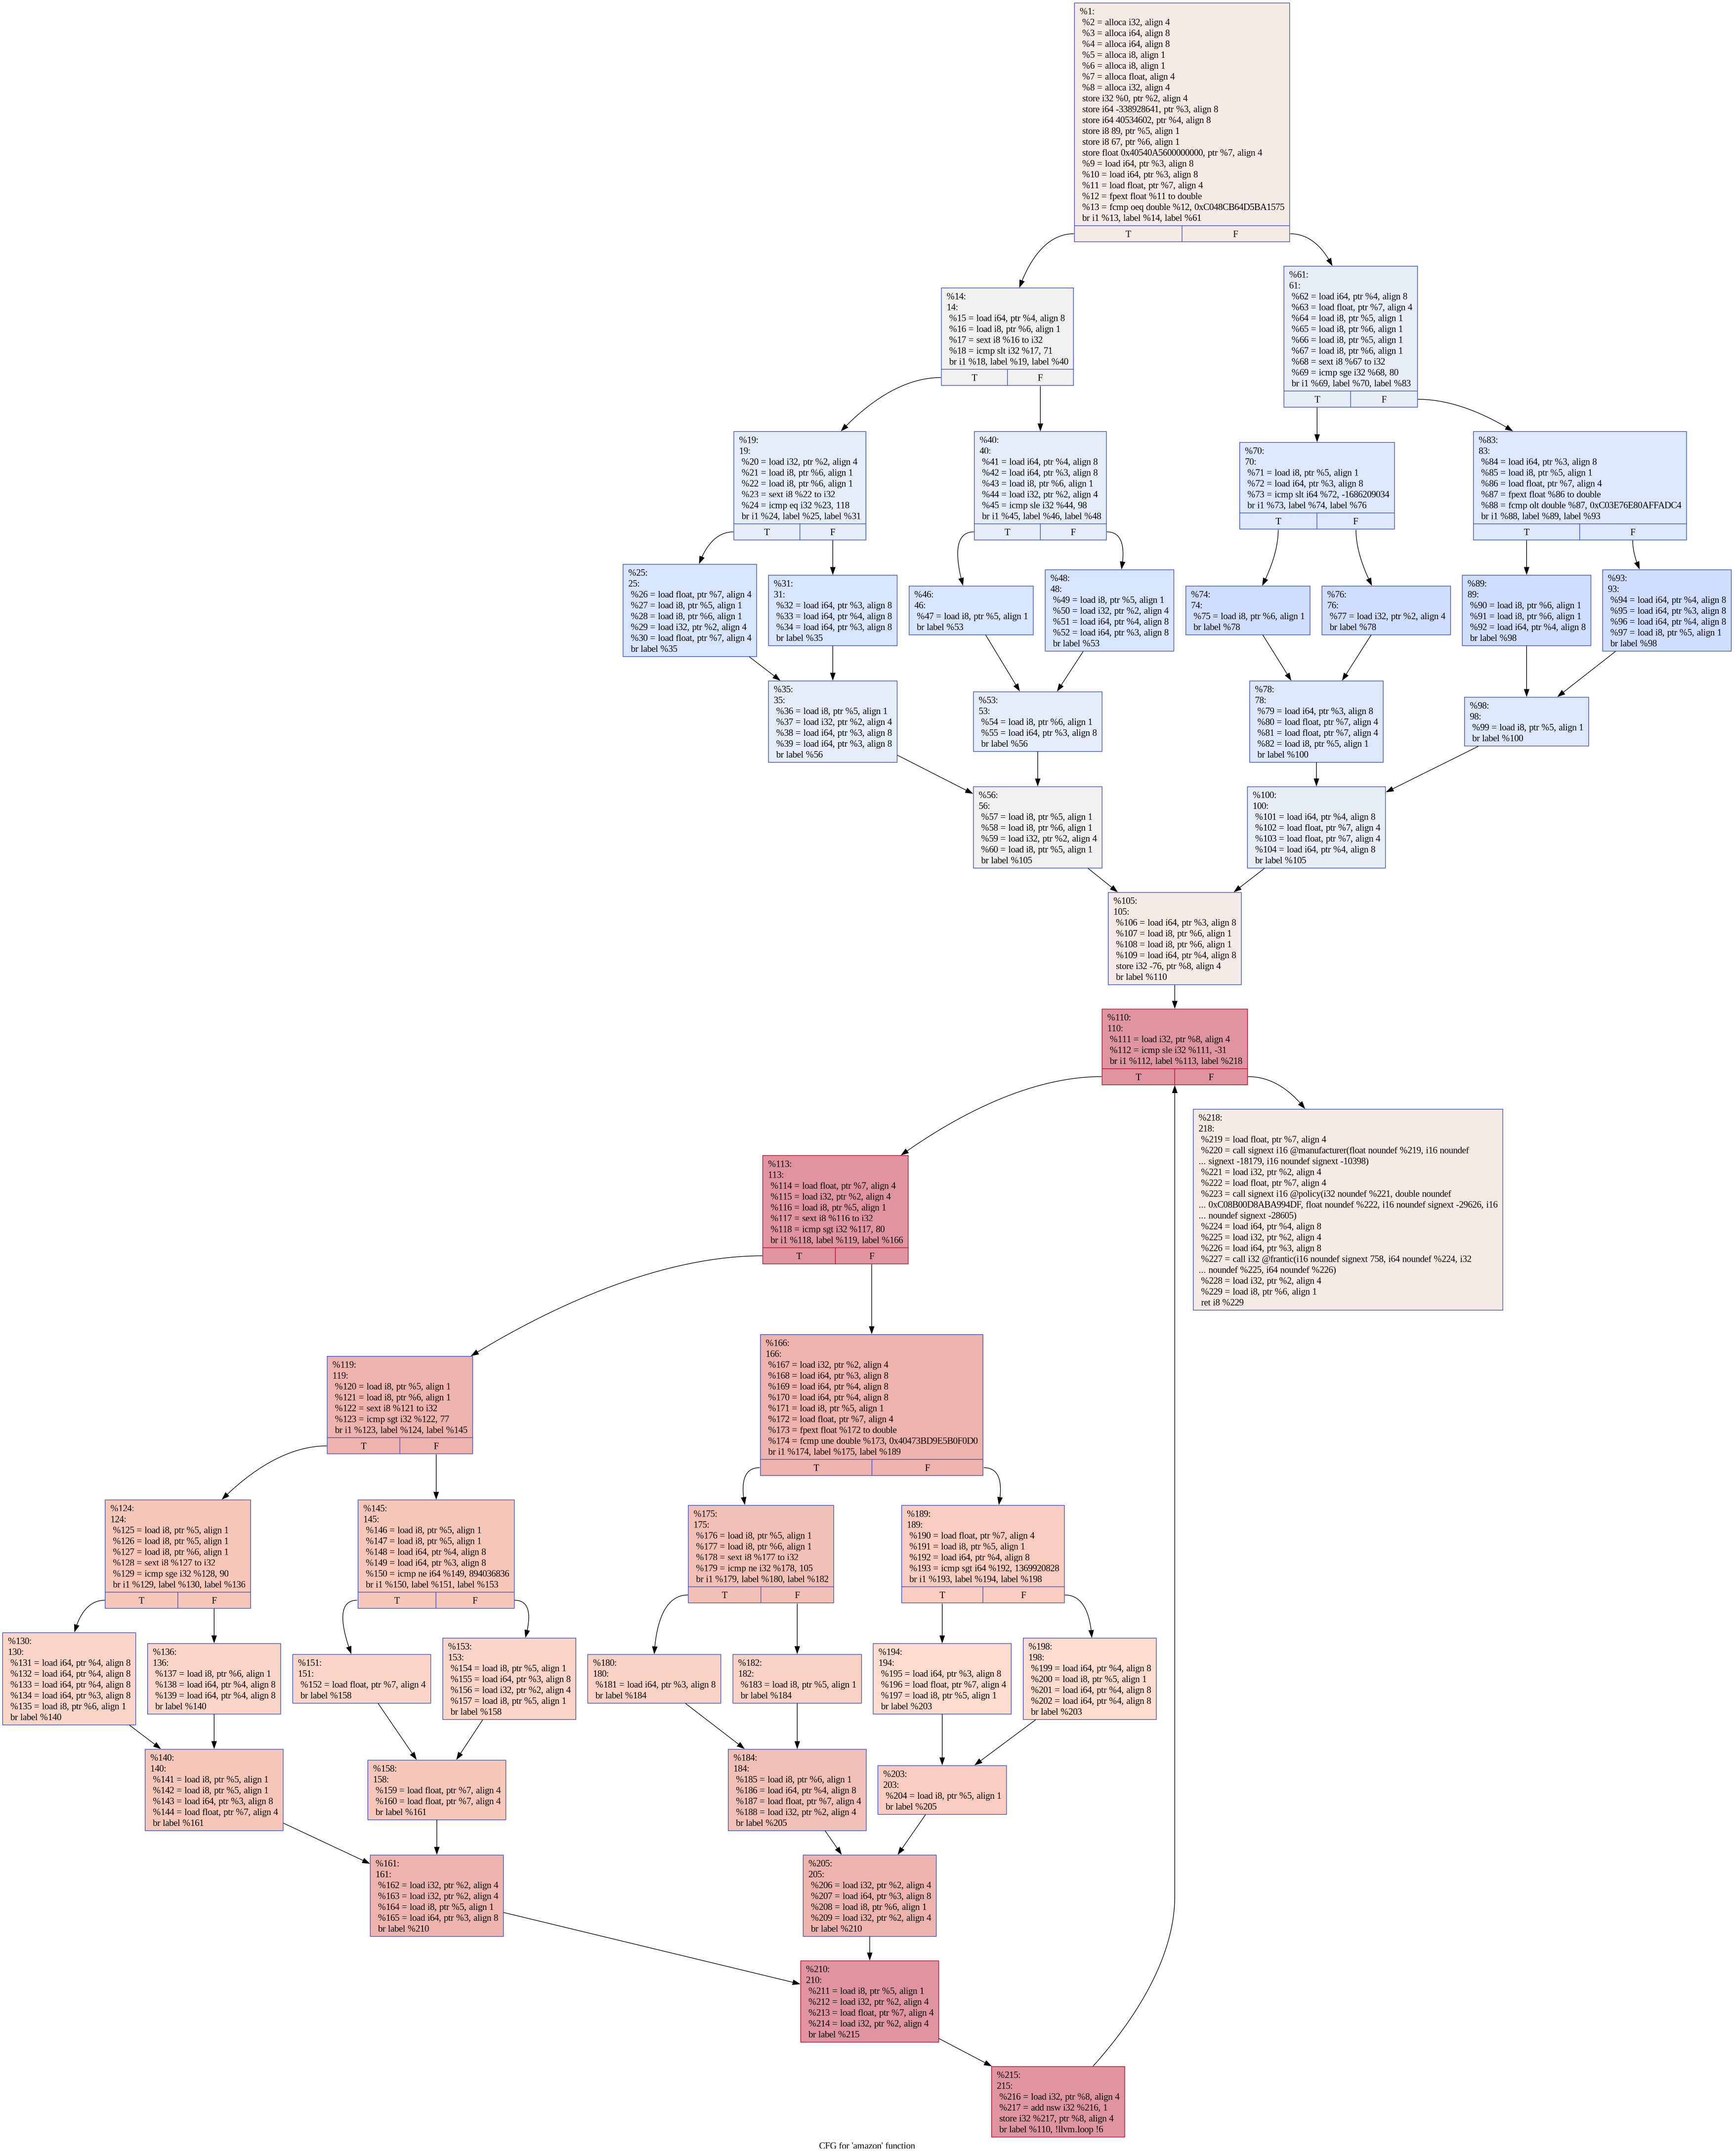 %1:
%2 = alloca i32, align 4
%3 = alloca i64, align 8
%4 = alloca i64, align 8
%5 = alloca i8, align 1
%6 = alloca i8, align 1
%7 = alloca float, align 4
%8 = alloca i32, align 4
store i32 %0, ptr %2, align 4
store i64 -338928641, ptr %3, align 8
store i64 40534602, ptr %4, align 8
store i8 89, ptr %5, align 1
store i8 67, ptr %6, align 1
store float 0x40540A5600000000, ptr %7, align 4
%9 = load i64, ptr %3, align 8
%10 = load i64, ptr %3, align 8
%11 = load float, ptr %7, align 4
%12 = fpext float %11 to double
%13 = fcmp oeq double %12, 0xC048CB64D5BA1575
br i1 %13, label %14, label %61
T F
%14:
14:
%15 = load i64, ptr %4, align 8
%16 = load i8, ptr %6, align 1
%17 = sext i8 %16 to i32
%18 = icmp slt i32 %17, 71
br i1 %18, label %19, label %40
T F
%61:
61:
%62 = load i64, ptr %4, align 8
%63 = load float, ptr %7, align 4
%64 = load i8, ptr %5, align 1
%65 = load i8, ptr %6, align 1
%66 = load i8, ptr %5, align 1
%67 = load i8, ptr %6, align 1
%68 = sext i8 %67 to i32
%69 = icmp sge i32 %68, 80
br i1 %69, label %70, label %83
T F
%19:
19:
%20 = load i32, ptr %2, align 4
%21 = load i8, ptr %6, align 1
%22 = load i8, ptr %6, align 1
%23 = sext i8 %22 to i32
%24 = icmp eq i32 %23, 118
br i1 %24, label %25, label %31
T F
%40:
40:
%41 = load i64, ptr %4, align 8
%42 = load i64, ptr %3, align 8
%43 = load i8, ptr %6, align 1
%44 = load i32, ptr %2, align 4
%45 = icmp sle i32 %44, 98
br i1 %45, label %46, label %48
T F
%70:
70:
%71 = load i8, ptr %5, align 1
%72 = load i64, ptr %3, align 8
%73 = icmp slt i64 %72, -1686209034
br i1 %73, label %74, label %76
T F
%83:
83:
%84 = load i64, ptr %3, align 8
%85 = load i8, ptr %5, align 1
%86 = load float, ptr %7, align 4
%87 = fpext float %86 to double
%88 = fcmp olt double %87, 0xC03E76E80AFFADC4
br i1 %88, label %89, label %93
T F
%25:
25:
%26 = load float, ptr %7, align 4
%27 = load i8, ptr %5, align 1
%28 = load i8, ptr %6, align 1
%29 = load i32, ptr %2, align 4
%30 = load float, ptr %7, align 4
br label %35
%31:
31:
%32 = load i64, ptr %3, align 8
%33 = load i64, ptr %4, align 8
%34 = load i64, ptr %3, align 8
br label %35
%46:
46:
%47 = load i8, ptr %5, align 1
br label %53
%48:
48:
%49 = load i8, ptr %5, align 1
%50 = load i32, ptr %2, align 4
%51 = load i64, ptr %4, align 8
%52 = load i64, ptr %3, align 8
br label %53
%74:
74:
%75 = load i8, ptr %6, align 1
br label %78
%76:
76:
%77 = load i32, ptr %2, align 4
br label %78
%89:
89:
%90 = load i8, ptr %6, align 1
%91 = load i8, ptr %6, align 1
%92 = load i64, ptr %4, align 8
br label %98
%93:
93:
%94 = load i64, ptr %4, align 8
%95 = load i64, ptr %3, align 8
%96 = load i64, ptr %4, align 8
%97 = load i8, ptr %5, align 1
br label %98
%35:
35:
%36 = load i8, ptr %5, align 1
%37 = load i32, ptr %2, align 4
%38 = load i64, ptr %3, align 8
%39 = load i64, ptr %3, align 8
br label %56
%53:
53:
%54 = load i8, ptr %6, align 1
%55 = load i64, ptr %3, align 8
br label %56
%78:
78:
%79 = load i64, ptr %3, align 8
%80 = load float, ptr %7, align 4
%81 = load float, ptr %7, align 4
%82 = load i8, ptr %5, align 1
br label %100
%98:
98:
%99 = load i8, ptr %5, align 1
br label %100
%56:
56:
%57 = load i8, ptr %5, align 1
%58 = load i8, ptr %6, align 1
%59 = load i32, ptr %2, align 4
%60 = load i8, ptr %5, align 1
br label %105
%100:
100:
%101 = load i64, ptr %4, align 8
%102 = load float, ptr %7, align 4
%103 = load float, ptr %7, align 4
%104 = load i64, ptr %4, align 8
br label %105
%105:
105:
%106 = load i64, ptr %3, align 8
%107 = load i8, ptr %6, align 1
%108 = load i8, ptr %6, align 1
%109 = load i64, ptr %4, align 8
store i32 -76, ptr %8, align 4
br label %110
%110:
110:
%111 = load i32, ptr %8, align 4
%112 = icmp sle i32 %111, -31
br i1 %112, label %113, label %218
T F
%218:
218:
%219 = load float, ptr %7, align 4
%220 = call signext i16 @manufacturer(float noundef %219, i16 noundef
... signext -18179, i16 noundef signext -10398)
%221 = load i32, ptr %2, align 4
%222 = load float, ptr %7, align 4
%223 = call signext i16 @policy(i32 noundef %221, double noundef
... 0xC08B00D8ABA994DF, float noundef %222, i16 noundef signext -29626, i16
... noundef signext -28605)
%224 = load i64, ptr %4, align 8
%225 = load i32, ptr %2, align 4
%226 = load i64, ptr %3, align 8
%227 = call i32 @frantic(i16 noundef signext 758, i64 noundef %224, i32
... noundef %225, i64 noundef %226)
%228 = load i32, ptr %2, align 4
%229 = load i8, ptr %6, align 1
ret i8 %229
%113:
113:
%114 = load float, ptr %7, align 4
%115 = load i32, ptr %2, align 4
%116 = load i8, ptr %5, align 1
%117 = sext i8 %116 to i32
%118 = icmp sgt i32 %117, 80
br i1 %118, label %119, label %166
T F
%119:
119:
%120 = load i8, ptr %5, align 1
%121 = load i8, ptr %6, align 1
%122 = sext i8 %121 to i32
%123 = icmp sgt i32 %122, 77
br i1 %123, label %124, label %145
T F
%166:
166:
%167 = load i32, ptr %2, align 4
%168 = load i64, ptr %3, align 8
%169 = load i64, ptr %4, align 8
%170 = load i64, ptr %4, align 8
%171 = load i8, ptr %5, align 1
%172 = load float, ptr %7, align 4
%173 = fpext float %172 to double
%174 = fcmp une double %173, 0x40473BD9E5B0F0D0
br i1 %174, label %175, label %189
T F
%124:
124:
%125 = load i8, ptr %5, align 1
%126 = load i8, ptr %5, align 1
%127 = load i8, ptr %6, align 1
%128 = sext i8 %127 to i32
%129 = icmp sge i32 %128, 90
br i1 %129, label %130, label %136
T F
%145:
145:
%146 = load i8, ptr %5, align 1
%147 = load i8, ptr %5, align 1
%148 = load i64, ptr %4, align 8
%149 = load i64, ptr %3, align 8
%150 = icmp ne i64 %149, 894036836
br i1 %150, label %151, label %153
T F
%175:
175:
%176 = load i8, ptr %5, align 1
%177 = load i8, ptr %6, align 1
%178 = sext i8 %177 to i32
%179 = icmp ne i32 %178, 105
br i1 %179, label %180, label %182
T F
%189:
189:
%190 = load float, ptr %7, align 4
%191 = load i8, ptr %5, align 1
%192 = load i64, ptr %4, align 8
%193 = icmp sgt i64 %192, 1369920828
br i1 %193, label %194, label %198
T F
%130:
130:
%131 = load i64, ptr %4, align 8
%132 = load i64, ptr %4, align 8
%133 = load i64, ptr %4, align 8
%134 = load i64, ptr %3, align 8
%135 = load i8, ptr %6, align 1
br label %140
%136:
136:
%137 = load i8, ptr %6, align 1
%138 = load i64, ptr %4, align 8
%139 = load i64, ptr %4, align 8
br label %140
%151:
151:
%152 = load float, ptr %7, align 4
br label %158
%153:
153:
%154 = load i8, ptr %5, align 1
%155 = load i64, ptr %3, align 8
%156 = load i32, ptr %2, align 4
%157 = load i8, ptr %5, align 1
br label %158
%180:
180:
%181 = load i64, ptr %3, align 8
br label %184
%182:
182:
%183 = load i8, ptr %5, align 1
br label %184
%194:
194:
%195 = load i64, ptr %3, align 8
%196 = load float, ptr %7, align 4
%197 = load i8, ptr %5, align 1
br label %203
%198:
198:
%199 = load i64, ptr %4, align 8
%200 = load i8, ptr %5, align 1
%201 = load i64, ptr %4, align 8
%202 = load i64, ptr %4, align 8
br label %203
%140:
140:
%141 = load i8, ptr %5, align 1
%142 = load i8, ptr %5, align 1
%143 = load i64, ptr %3, align 8
%144 = load float, ptr %7, align 4
br label %161
%158:
158:
%159 = load float, ptr %7, align 4
%160 = load float, ptr %7, align 4
br label %161
%184:
184:
%185 = load i8, ptr %6, align 1
%186 = load i64, ptr %4, align 8
%187 = load float, ptr %7, align 4
%188 = load i32, ptr %2, align 4
br label %205
%203:
203:
%204 = load i8, ptr %5, align 1
br label %205
%161:
161:
%162 = load i32, ptr %2, align 4
%163 = load i32, ptr %2, align 4
%164 = load i8, ptr %5, align 1
%165 = load i64, ptr %3, align 8
br label %210
%205:
205:
%206 = load i32, ptr %2, align 4
%207 = load i64, ptr %3, align 8
%208 = load i8, ptr %6, align 1
%209 = load i32, ptr %2, align 4
br label %210
%210:
210:
%211 = load i8, ptr %5, align 1
%212 = load i32, ptr %2, align 4
%213 = load float, ptr %7, align 4
%214 = load i32, ptr %2, align 4
br label %215
%215:
215:
%216 = load i32, ptr %8, align 4
%217 = add nsw i32 %216, 1
store i32 %217, ptr %8, align 4
br label %110, !llvm.loop !6
CFG for 'amazon' function